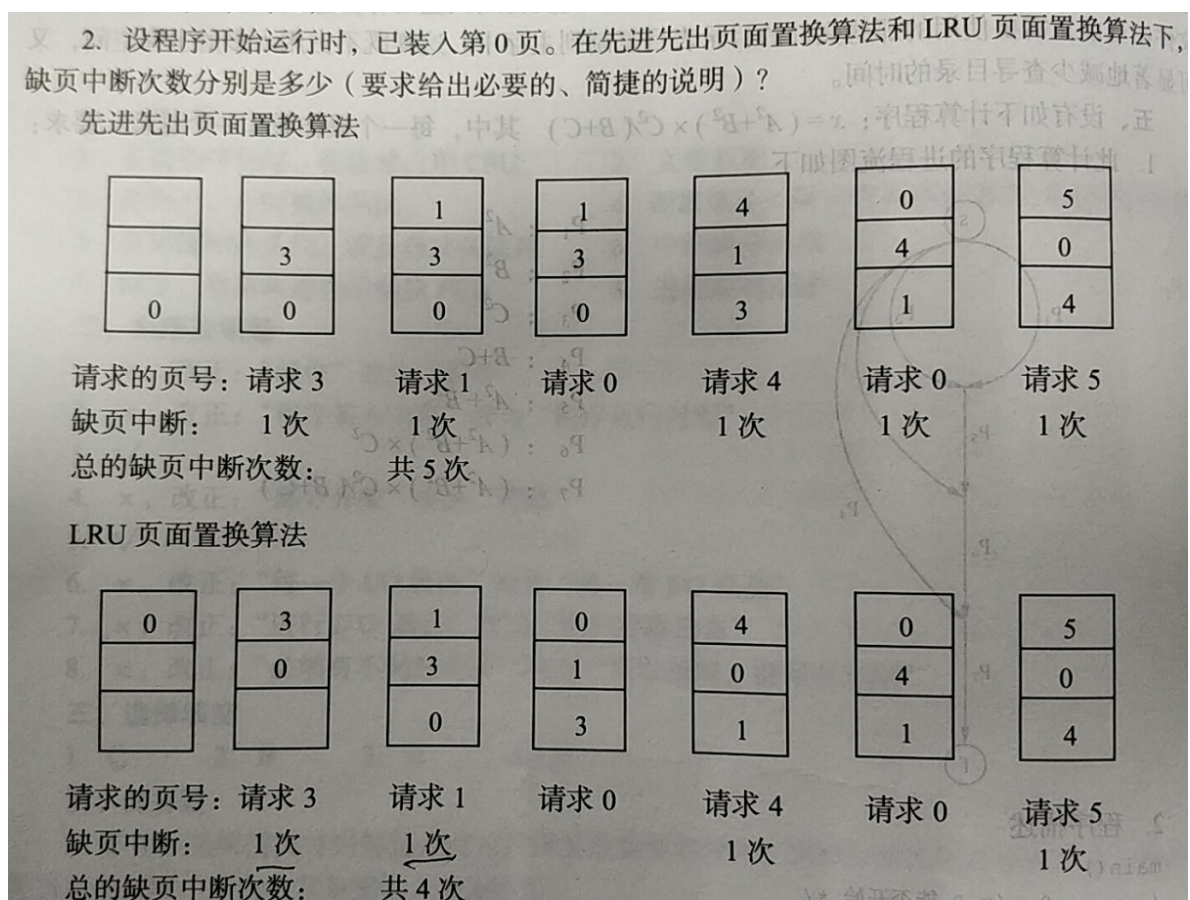 2. 设程序开始运行时，已装入第 0 页。在先进先出页面置换算法和 LRU 页面置换算法下，
缺页中断次数分别是多少（要求给出必要的、简捷的说明）？
先进先出页面置换算法
1 1 4 0 5
3 3 3 1 4 0
0 0 0 0 3 1 4
请求的页号：请求 3 请求 1 请求 0 请求 4 请求 0 请求 5
缺页中断： 1 次 1 次 1 次 1 次 1 次
总的缺页中断次数： 共 5 次
LRU 页面置换算法
0 3 1 0 4 0 5
0 3 1 0 4 0
0 3 1 1 4
请求的页号：请求 3 请求 1 请求 0 请求 4 请求 0 请求 5
缺页中断： 1 次 1 次 1 次 1 次
总的缺页中断次数： 共 4 次